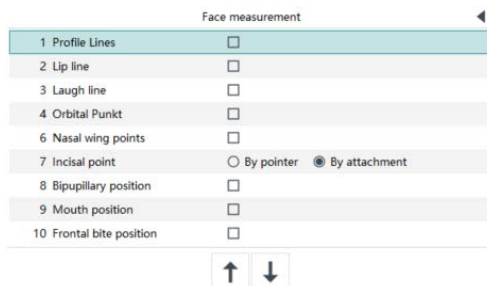 Face measurement
1 Profile Lines
2 Lip line
3 Laugh line
4 Orbital Punkt
6 Nasal wing points
7 Incisal point By pointer By attachment
8 Bipupillary position
9 Mouth position
10 Frontal bite position